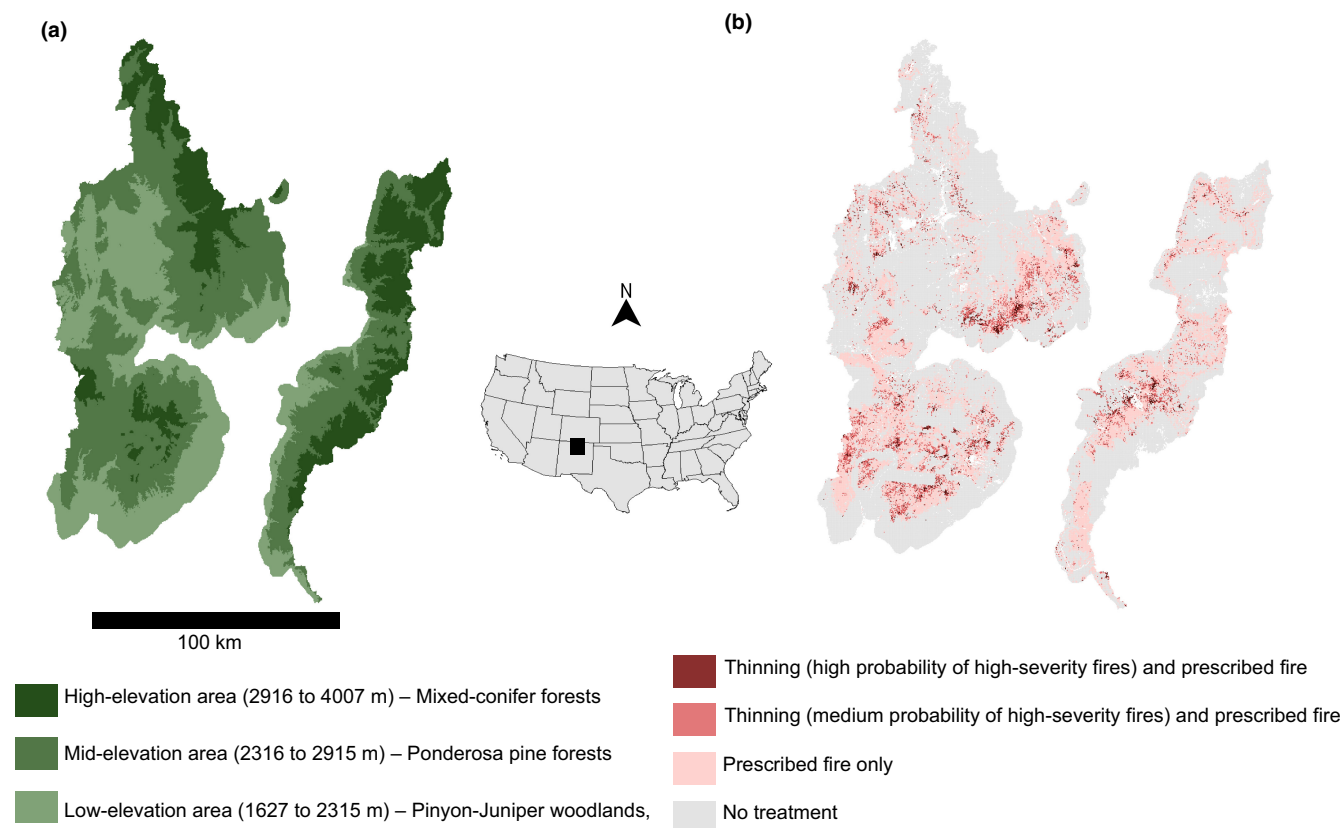 (a)
(b)
N
100 km
High-elevation area (2916 to 4007 m) – Mixed-conifer forests
Mid-elevation area (2316 to 2915 m) – Ponderosa pine forests
Low-elevation area (1627 to 2315 m) – Pinyon-Juniper woodlands,
Thinning (high probability of high-severity fires) and prescribed fire
Thinning (medium probability of high-severity fires) and prescribed fire
Prescribed fire only
No treatment